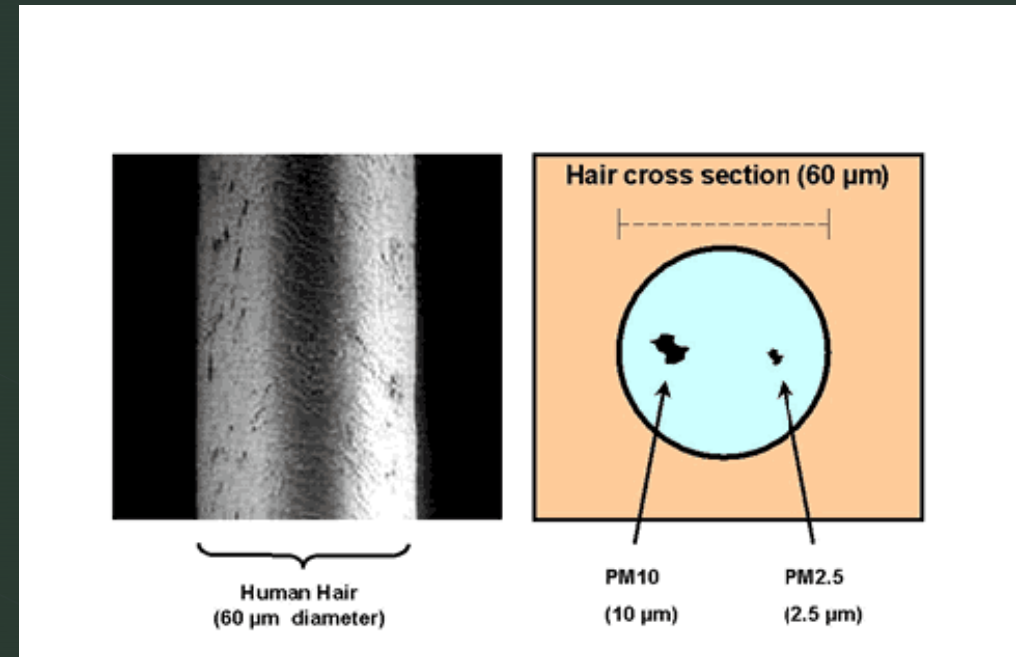 Hair cross section (60 µm)
Human Hair
(60 µm diameter)
PM10
(10 µm)
PM2.5
(2.5 µm)